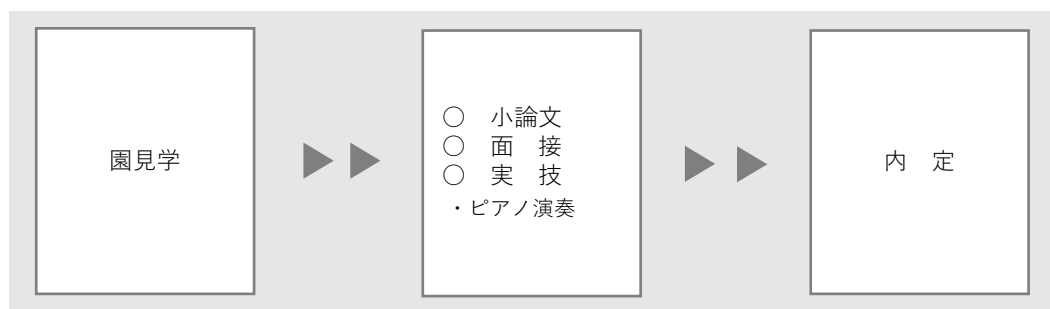 園見学
○　小論文
○　面　接
○　実　技
・ピアノ演奏
内　定